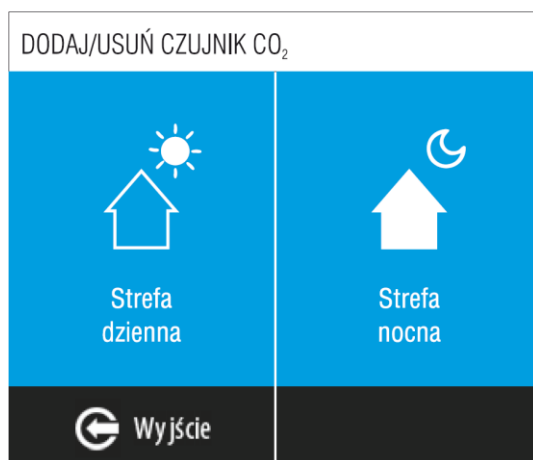 DODAJ/USUŃ CZUJNIK CO₂
Strefa
dzienna
Strefa
nocna
Wyjście